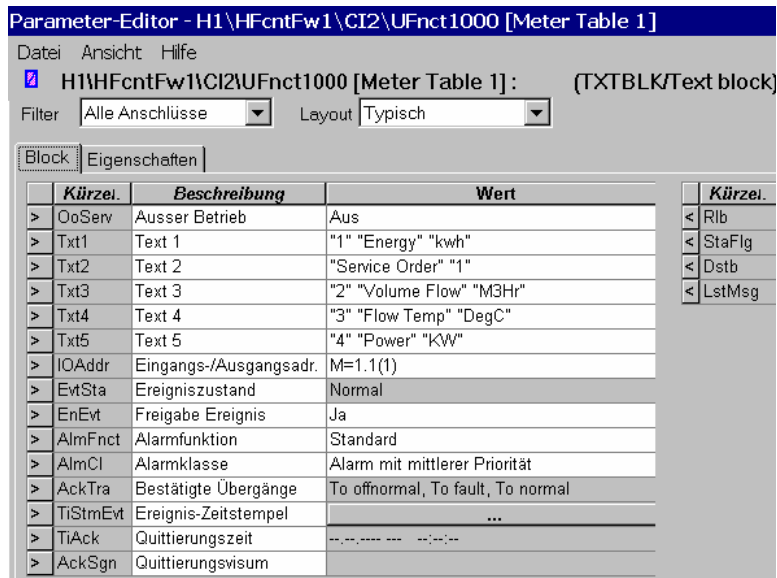 Parameter-Editor - H1\HFcntFw1\CI2\UFnct1000 [Meter Table 1]
Datei Ansicht Hilfe
H1\HFcntFw1\CI2\UFnct1000 [Meter Table 1] : (TXTBLK/Text block)
Filter Alle Anschlüsse Layout Typisch
Block Eigenschaften
Kürzel. Beschreibung Wert Kürzel.
> OoServ Ausser Betrieb Aus < Rlb
> Txt1 Text 1 "1" "Energy" "kwh" < StaFlg
> Txt2 Text 2 "Service Order" "1" < Dstb
> Txt3 Text 3 "2" "Volume Flow" "M3Hr" < LstMsg
> Txt4 Text 4 "3" "Flow Temp" "DegC"
> Txt5 Text 5 "4" "Power" "KW"
> IOAddr Eingangs-/Ausgangsadr. M=1.1(1)
> EvtSta Ereigniszustand Normal
> EnEvt Freigabe Ereignis Ja
> AlmFnct Alarmfunktion Standard
> AlmCl Alarmklasse Alarm mit mittlerer Priorität
> AckTra Bestätigte Übergänge To offnormal, To fault, To normal
> TiStmEvt Ereignis-Zeitstempel ...
> TiAck Quittierungszeit --.--.---- --- --:--:--
> AckSgn Quittierungsvisum